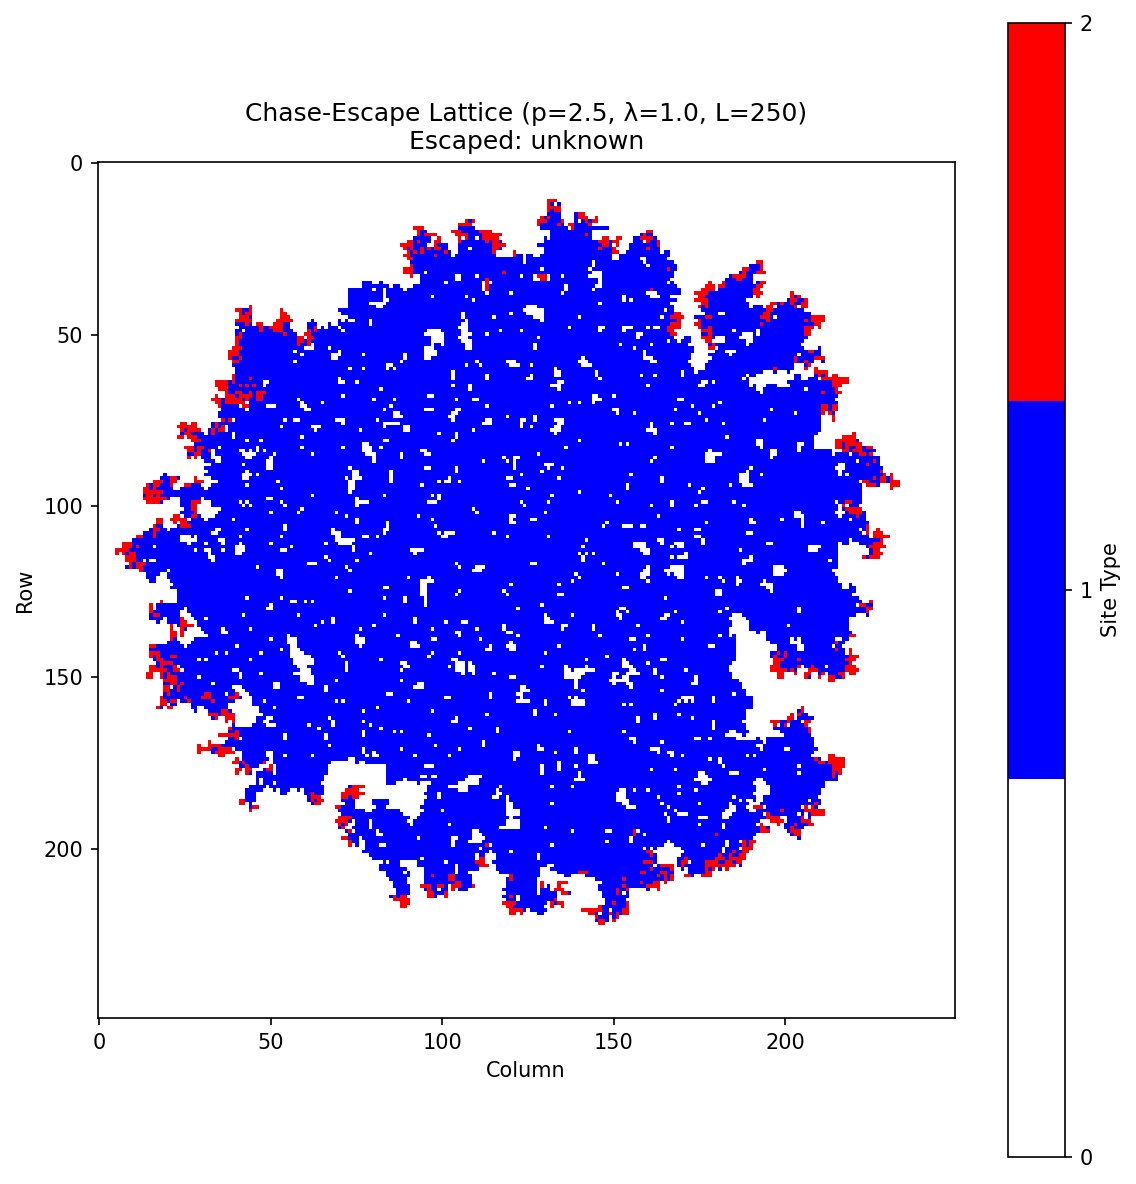 Chase-Escape Lattice (p=2.5, λ=1.0, L=250)
Escaped: unknown
0
50
100
150
200
Row
0
50
100
150
200
Column
2
1
0
Site Type